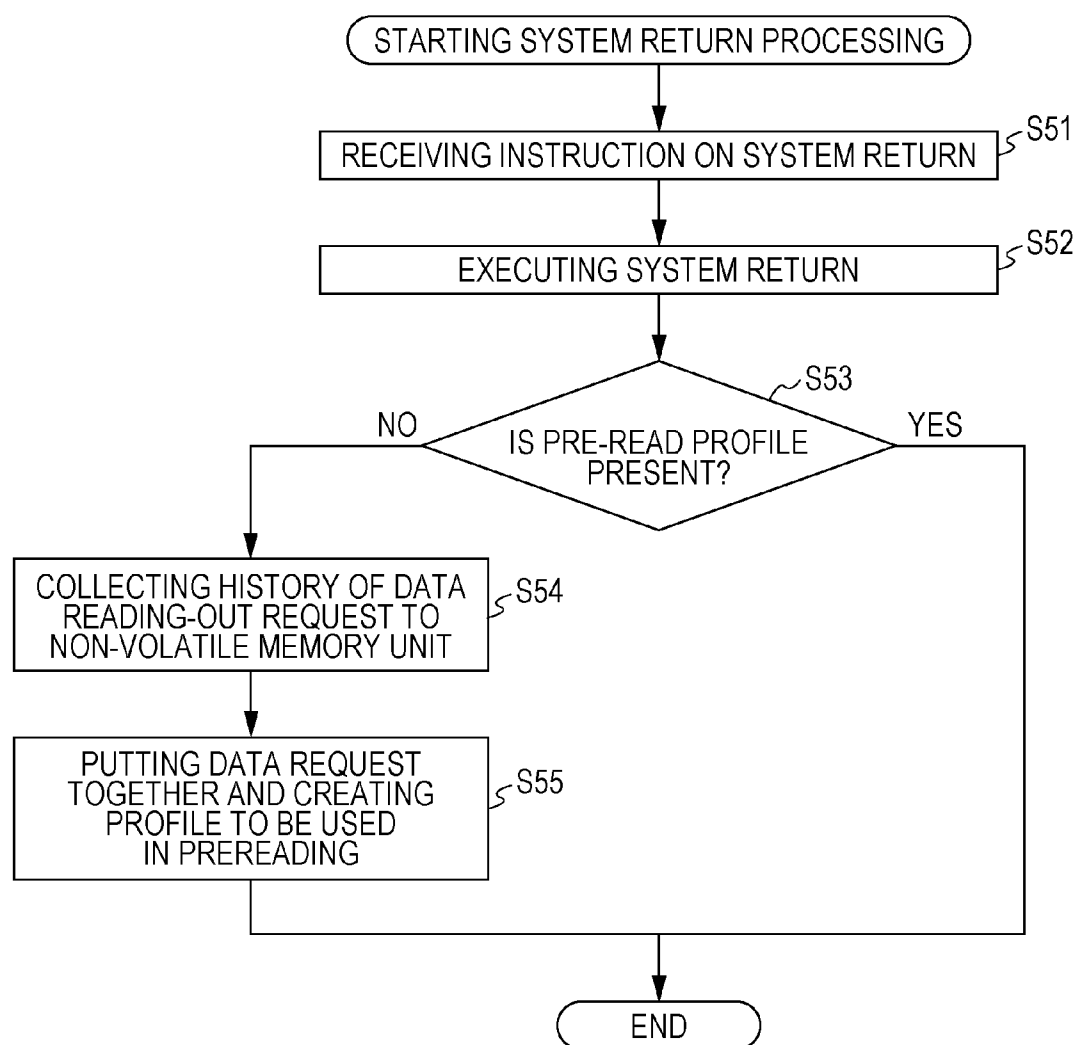 STARTING SYSTEM RETURN PROCESSING
S51
RECEIVING INSTRUCTION ON SYSTEM RETURN
S52
EXECUTING SYSTEM RETURN
S53
NO
YES
IS PRE-READ PROFILE
PRESENT?
COLLECTING HISTORY OF DATA
READING-OUT REQUEST TO
NON-VOLATILE MEMORY UNIT
S54
PUTTING DATA REQUEST
TOGETHER AND CREATING
PROFILE TO BE USED
IN PREREADING
S55
END